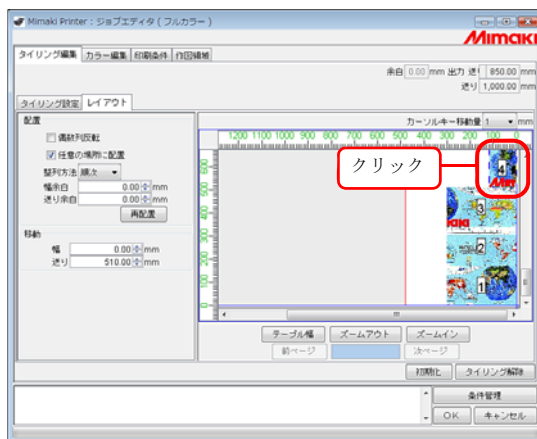 Mimaki Printer : ジョブエディタ ( フルカラー )
Mimaki
タイリング編集 カラー編集 印刷条件 作図領域
余白 0.00 mm 出力 送り 850.00 mm
送り 1,000.00 mm
タイリング設定 レイアウト
配置
カーソルキー移動量 1 mm
偶数列反転
任意の場所に配置
整列方法 順次
幅余白 0.00 mm
送り余白 0.00 mm
再配置
移動
幅 0.00 mm
送り 510.00 mm
1200 1100 1000 900 800 700 600 500 400 300 200 100 0
クリック
4
3
2
1
テーブル幅 ズームアウト ズームイン
前ページ 次ページ
初期化 タイリング解除
条件管理
OK キャンセル